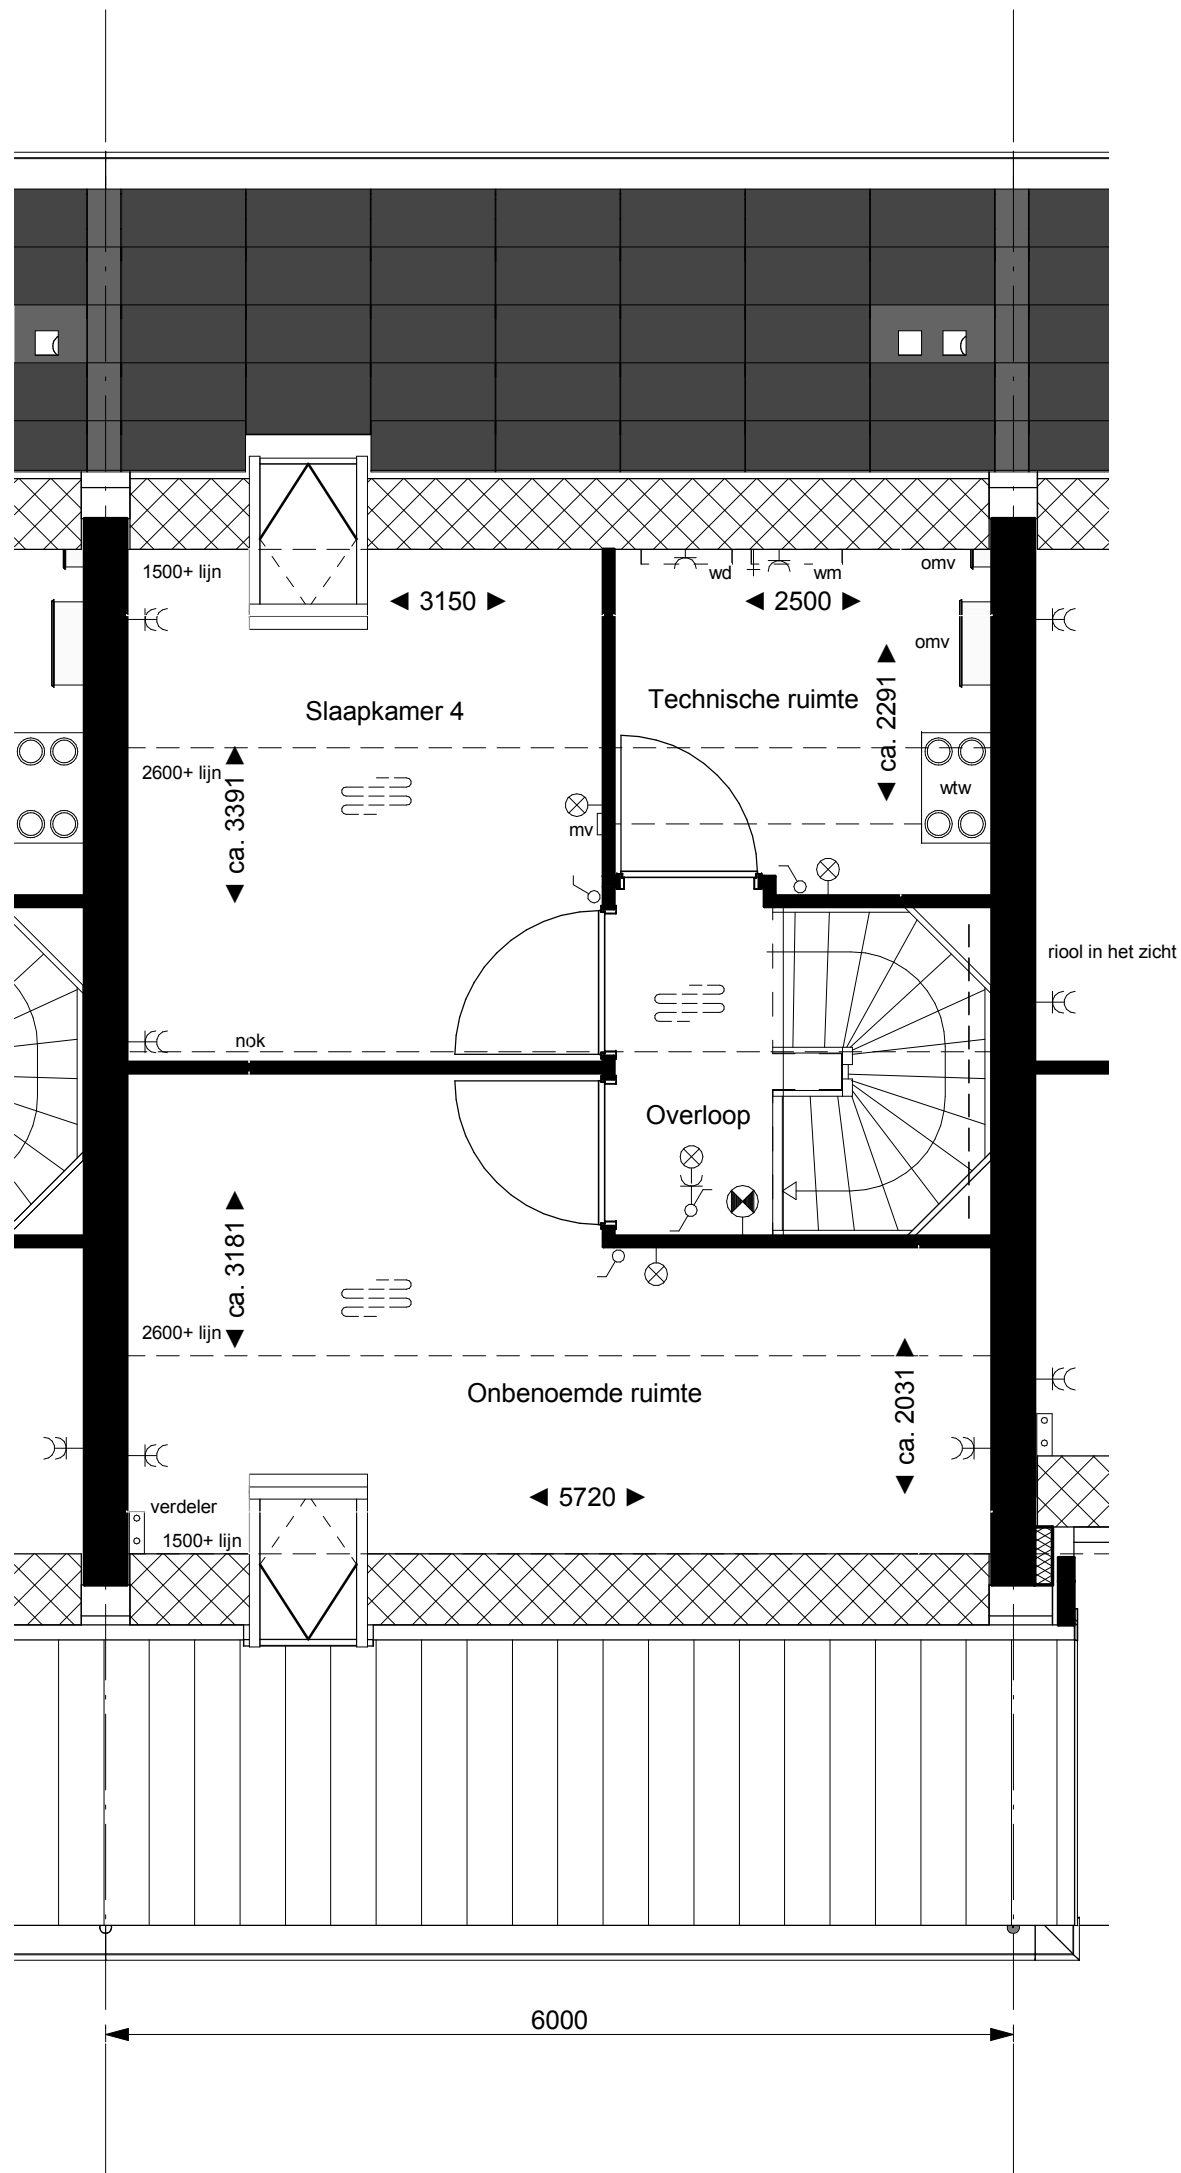 1500+ lijn
wd
wm
omv
◄ 3150 ►
◄ 2500 ►
omv
Slaapkamer 4
Technische ruimte
◄ ca. 2291 ►
2600+ lijn
◄ ca. 3391 ►
wtw
mv
riool in het zicht
nok
Overloop
◄ ca. 3181 ►
2600+ lijn
Onbenoemde ruimte
◄ ca. 2031 ►
◄ 5720 ►
verdeler
1500+ lijn
6000